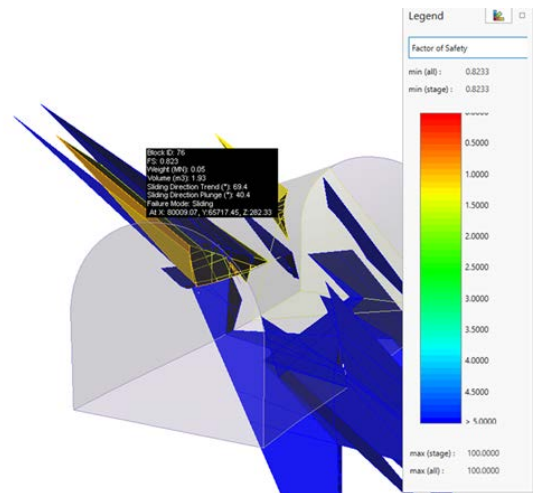 Legend
Factor of Safety
min (all) : 0.8233
min (stage) : 0.8233
0.0000
0.5000
1.0000
1.5000
2.0000
2.5000
3.0000
3.5000
4.0000
4.5000
> 5.0000
max (stage) : 100.0000
max (all) : 100.0000
Block ID: 76
FS: 0.823
Weight (MN): 0.05
Volume (m3): 1.93
Sliding Direction Trend (°): 69.4
Sliding Direction Plunge (°): 40.4
Failure Mode: Sliding
At X: 80009.07, Y:65717.45, Z:282.33